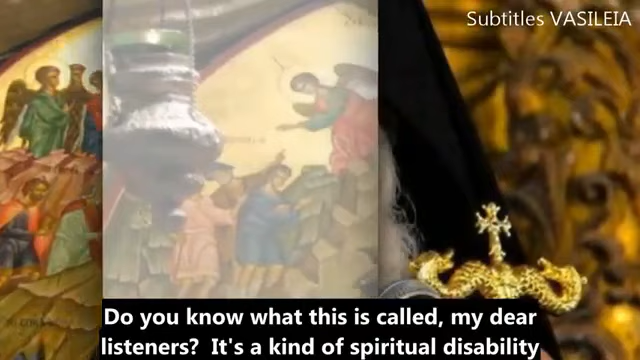 Subtitles VASILEIA
Do you know what this is called, my dear
listeners?  It's a kind of spiritual disability